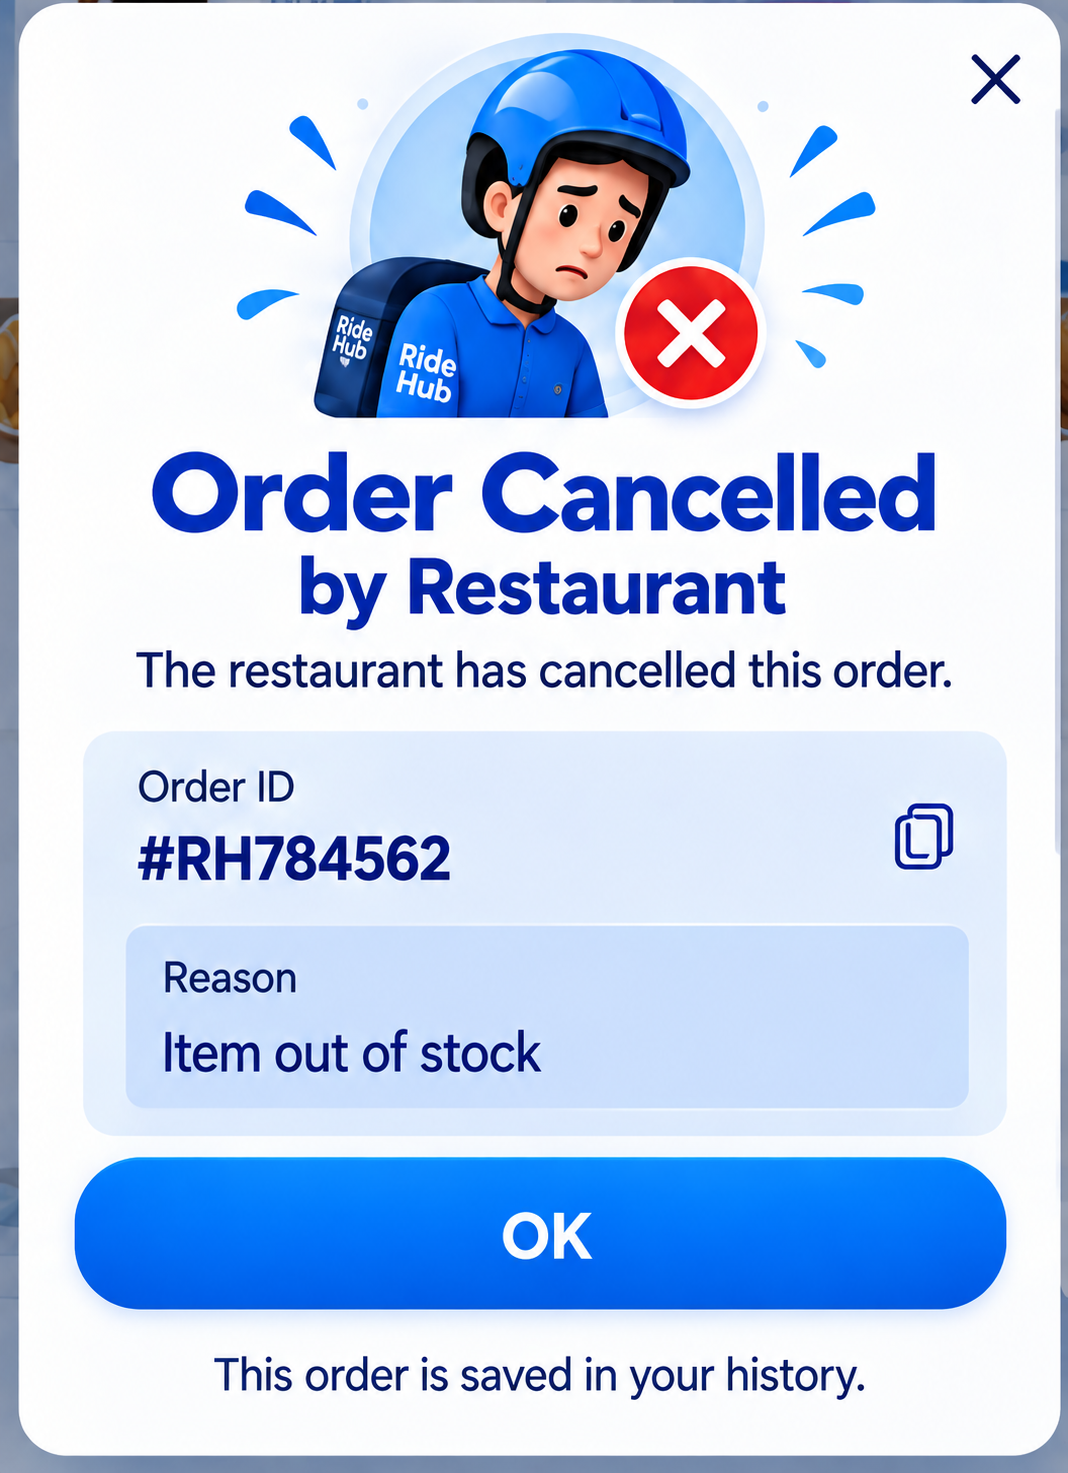 Ride
Hub
Ride
Hub
Order Cancelled
by Restaurant
The restaurant has cancelled this order.
Order ID
#RH784562
Reason
Item out of stock
OK
This order is saved in your history.